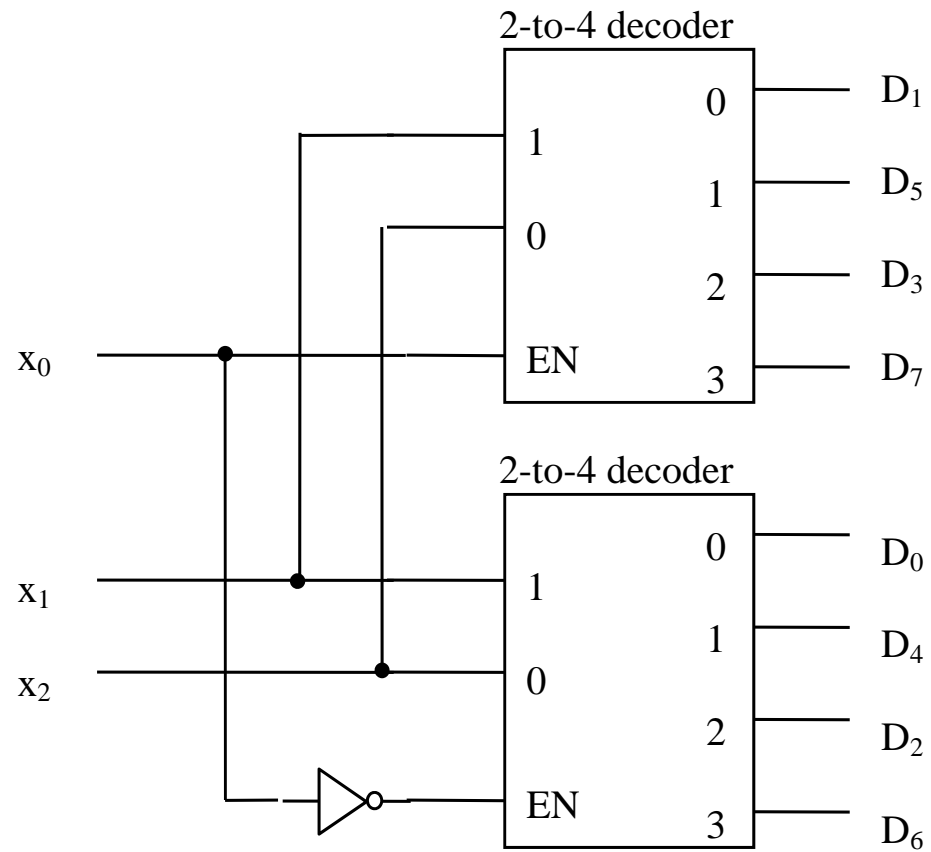 2-to-4 decoder
0 D₁
1
1 D₅
0
2 D₃
x₀ EN
3 D₇
2-to-4 decoder
0 D₀
x₁ 1
1 D₄
x₂ 0
2 D₂
EN
3 D₆